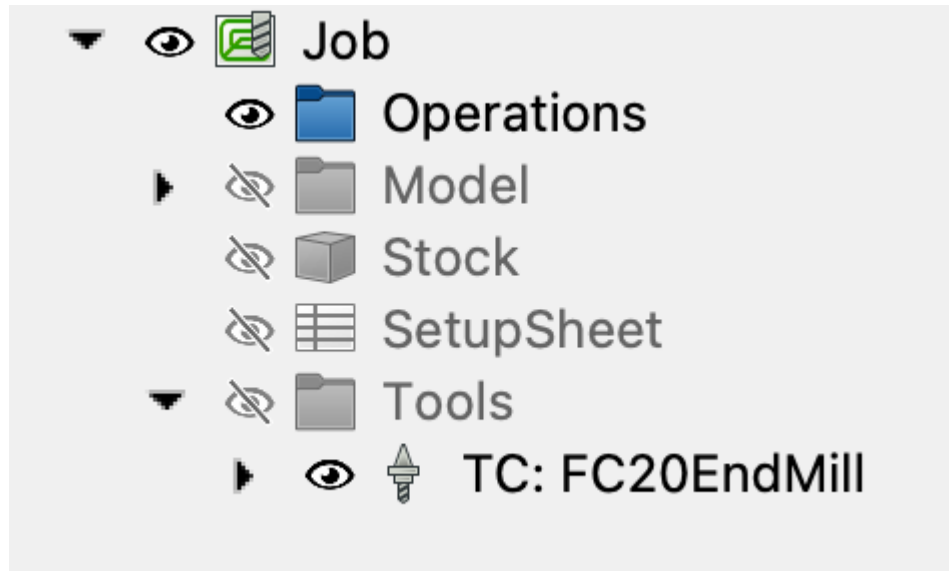 Job
Operations
Model
Stock
SetupSheet
Tools
TC: FC20EndMill